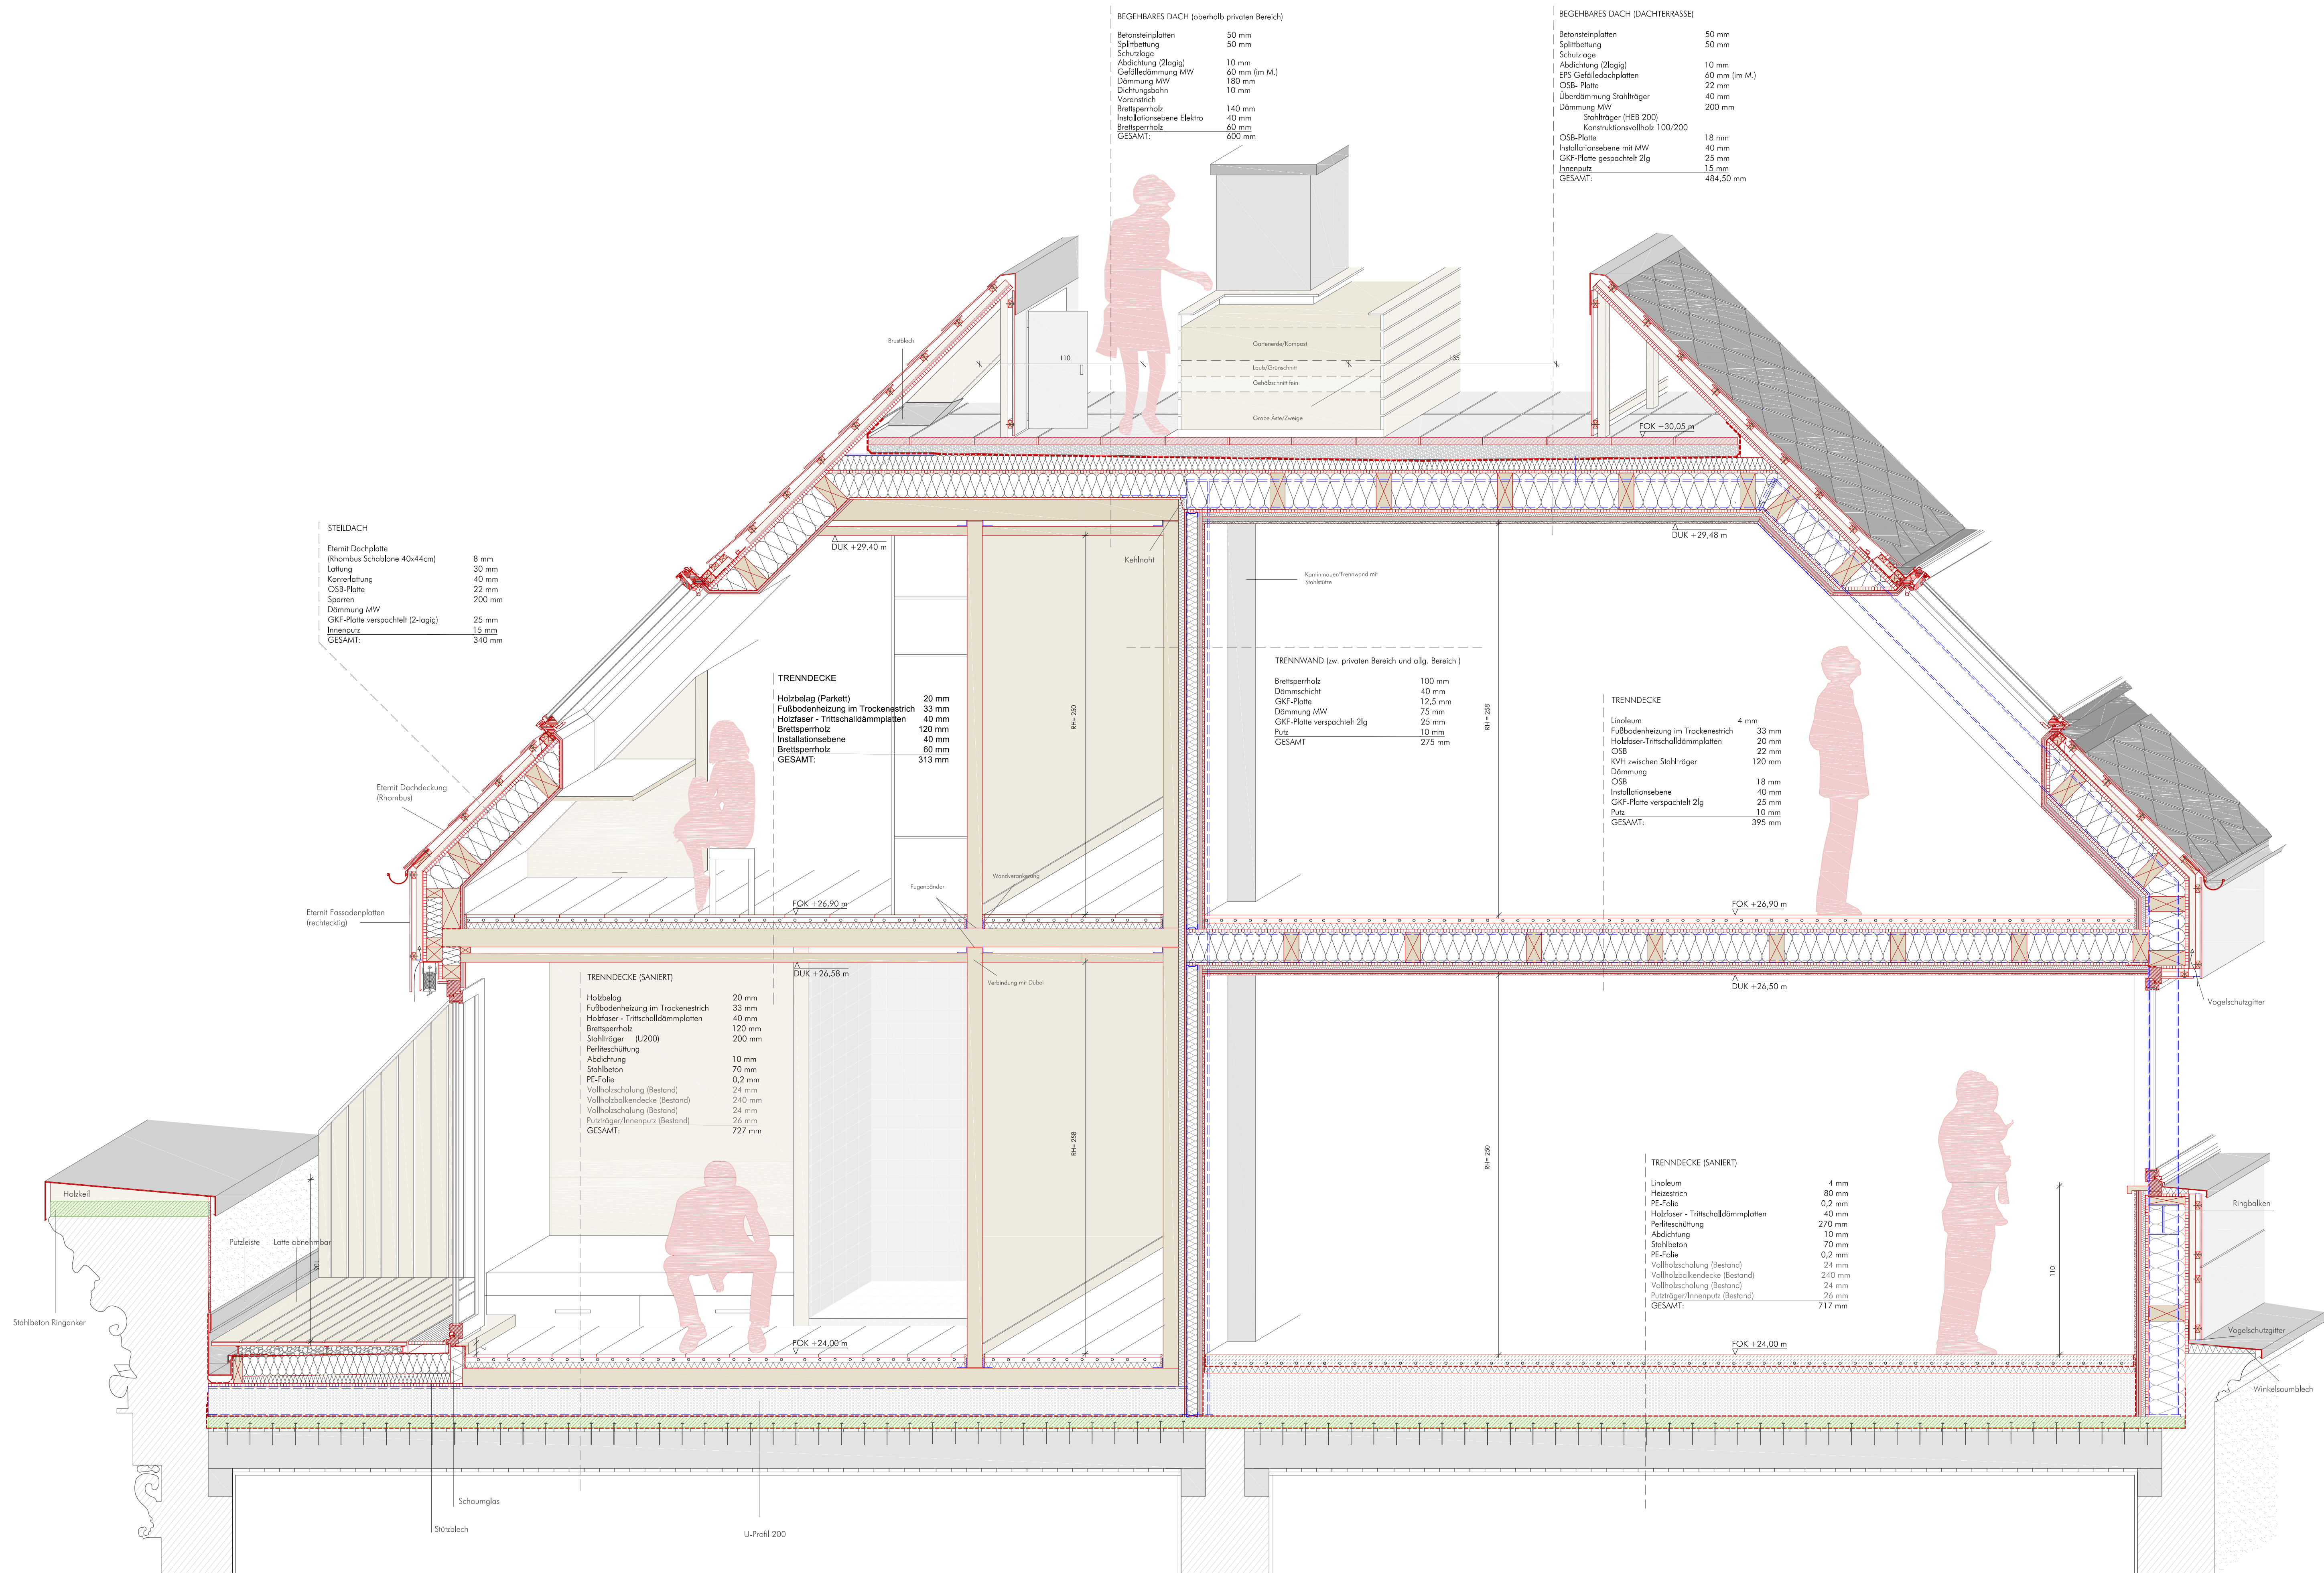 BEGEHBARES DACH (oberhalb privaten Bereich)
Betonsteinplatten 50 mm
Splittbettung 50 mm
Schutzlage
Abdichtung (2lagig) 10 mm
Gefälledämmung MW 60 mm (im M.)
Dämmung MW 180 mm
Dichtungsbahn 10 mm
Voranstrich
Brettsperrholz 140 mm
Installationsebene Elektro 40 mm
Brettsperrholz 60 mm
GESAMT: 600 mm
BEGEHBARES DACH (DACHTERRASSE)
Betonsteinplatten 50 mm
Splittbettung 50 mm
Schutzlage
Abdichtung (2lagig) 10 mm
EPS Gefälledachplatten 60 mm (im M.)
OSB- Platte 22 mm
Überdämmung Stahlträger 40 mm
Dämmung MW 200 mm
Stahlträger (HEB 200)
Konstruktionsvollholz 100/200
OSB-Platte 18 mm
Installationsebene mit MW 40 mm
GKF-Platte gespachtelt 2lg 25 mm
Innenputz 15 mm
GESAMT: 484,50 mm
Brustblech
110
135
Gartenerde/Kompost
Laub/Grünschnitt
Gehölzschnitt fein
Grobe Äste/Zweige
FOK +30,05 m
STEILDACH
Eternit Dachplatte
(Rhombus Schablone 40x44cm) 8 mm
Lattung 30 mm
Konterlattung 40 mm
OSB-Platte 22 mm
Sparren 200 mm
Dämmung MW
GKF-Platte verspachtelt (2-lagig) 25 mm
Innenputz 15 mm
GESAMT: 340 mm
DUK +29,40 m
Kehlnaht
DUK +29,48 m
Kaminmauer/Trennwand mit
Stahlstütze
TRENNDECKE
Holzbelag (Parkett) 20 mm
Fußbodenheizung im Trockenestrich 33 mm
Holzfaser - Trittschalldämmplatten 40 mm
Brettsperrholz 120 mm
Installationsebene 40 mm
Brettsperrholz 60 mm
GESAMT: 313 mm
RH= 250
TRENNWAND (zw. privaten Bereich und allg. Bereich )
Brettsperrholz 100 mm
Dämmschicht 40 mm
GKF-Platte 12,5 mm
Dämmung MW 75 mm
GKF-Platte verspachtelt 2lg 25 mm
Putz 10 mm
GESAMT 275 mm
RH = 258
TRENNDECKE
Linoleum 4 mm
Fußbodenheizung im Trockenestrich 33 mm
Holzfaser-Trittschalldämmplatten 20 mm
OSB 22 mm
KVH zwischen Stahlträger 120 mm
Dämmung
OSB 18 mm
Installationsebene 40 mm
GKF-Platte verspachtelt 2lg 25 mm
Putz 10 mm
GESAMT: 395 mm
Eternit Dachdeckung
(Rhombus)
Eternit Fassadenplatten
(rechtecktig)
Fugenbänder
Wandverankerung
FOK +26,90 m
FOK +26,90 m
DUK +26,58 m
Verbindung mit Dübel
DUK +26,50 m
Vogelschutzgitter
TRENNDECKE (SANIERT)
Holzbelag 20 mm
Fußbodenheizung im Trockenestrich 33 mm
Holzfaser - Trittschalldämmplatten 40 mm
Brettsperrholz 120 mm
Stahlträger (U200) 200 mm
Perliteschüttung
Abdichtung 10 mm
Stahlbeton 70 mm
PE-Folie 0,2 mm
Vollholzschalung (Bestand) 24 mm
Vollholzbalkendecke (Bestand) 240 mm
Vollholzschalung (Bestand) 24 mm
Putzträger/Innenputz (Bestand) 26 mm
GESAMT: 727 mm
RH= 258
RH= 250
TRENNDECKE (SANIERT)
Linoleum 4 mm
Heizestrich 80 mm
PE-Folie 0,2 mm
Holzfaser - Trittschalldämmplatten 40 mm
Perliteschüttung 270 mm
Abdichtung 10 mm
Stahlbeton 70 mm
PE-Folie 0,2 mm
Vollholzschalung (Bestand) 24 mm
Vollholzbalkendecke (Bestand) 240 mm
Vollholzschalung (Bestand) 24 mm
Putzträger/Innenputz (Bestand) 26 mm
GESAMT: 717 mm
Holzkeil
Putzleiste
Latte abnehmbar
106
110
Ringbalken
Stahlbeton Ringanker
FOK +24,00 m
FOK +24,00 m
Vogelschutzgitter
Winkelsaumblech
Schaumglas
Stützblech
U-Profil 200